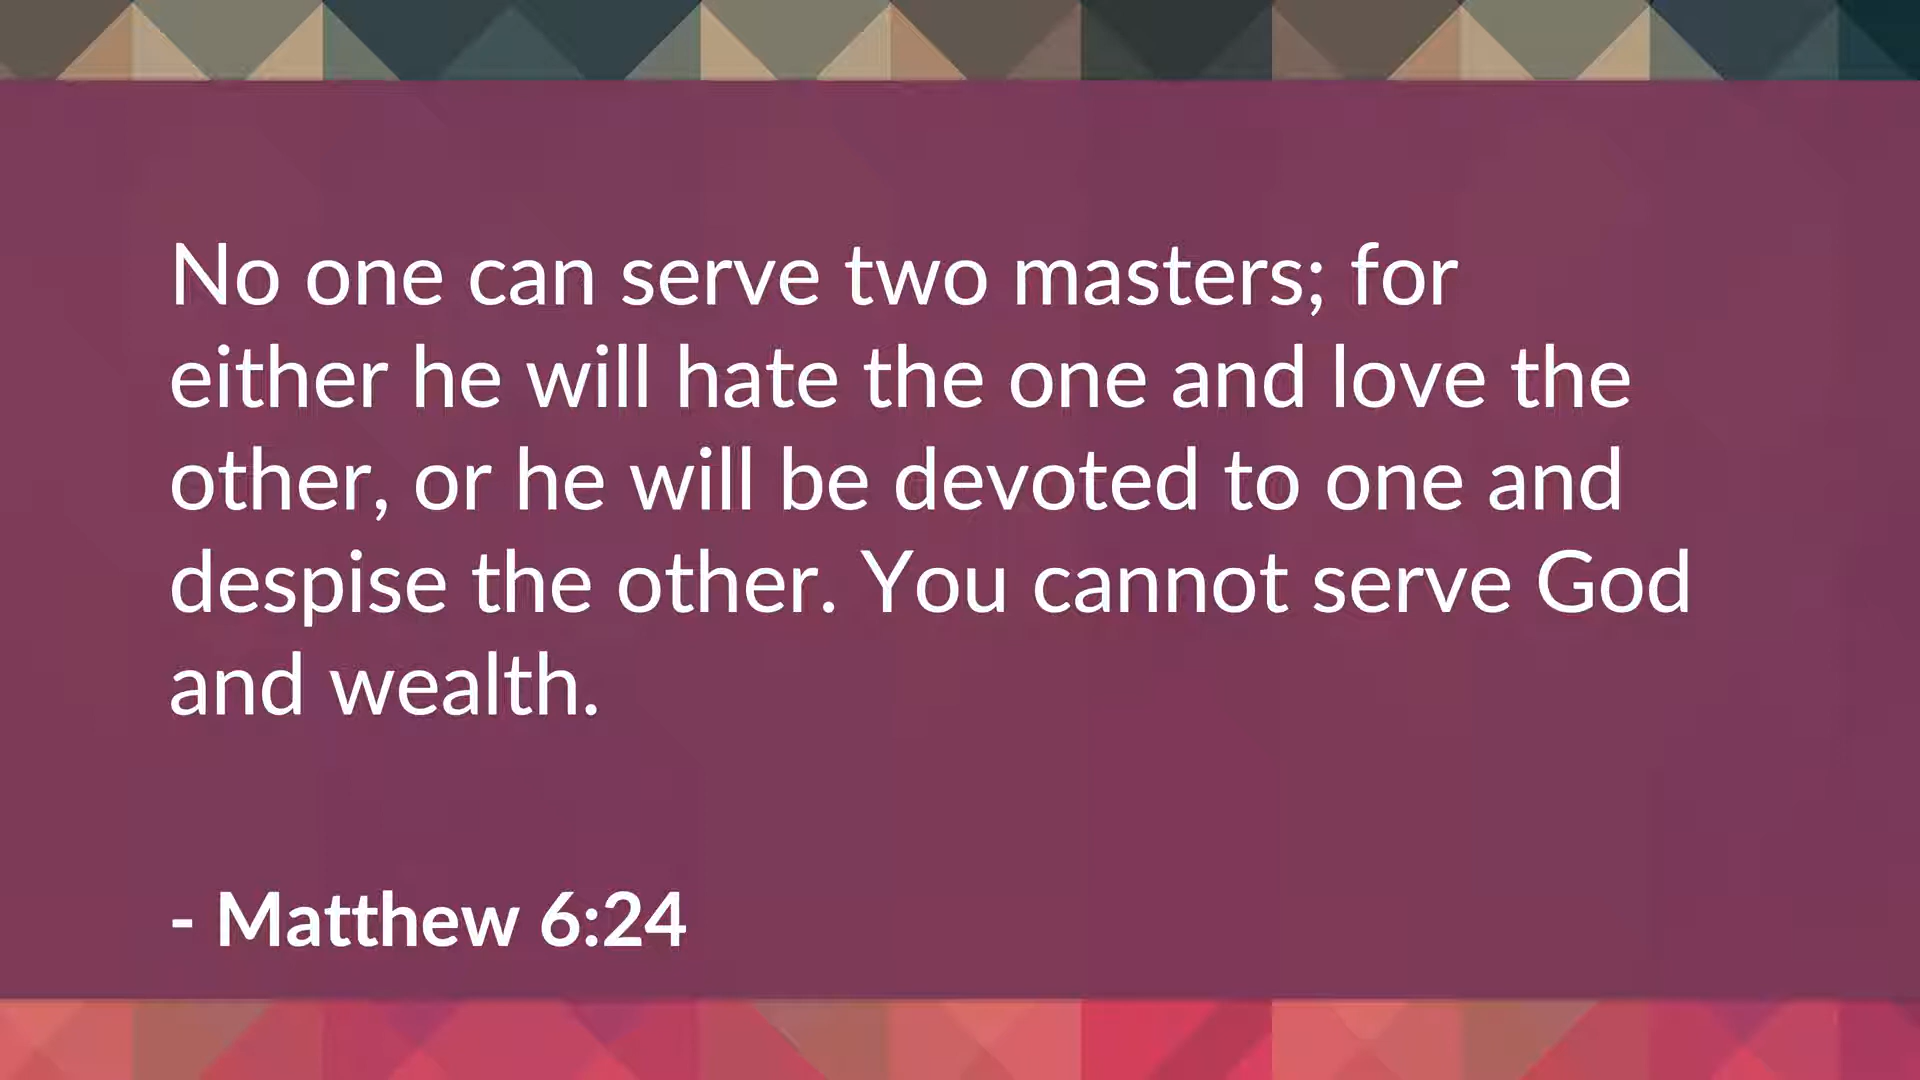 No one can serve two masters; for
either he will hate the one and love the
other, or he will be devoted to one and
despise the other. You cannot serve God
and wealth.
- Matthew 6:24